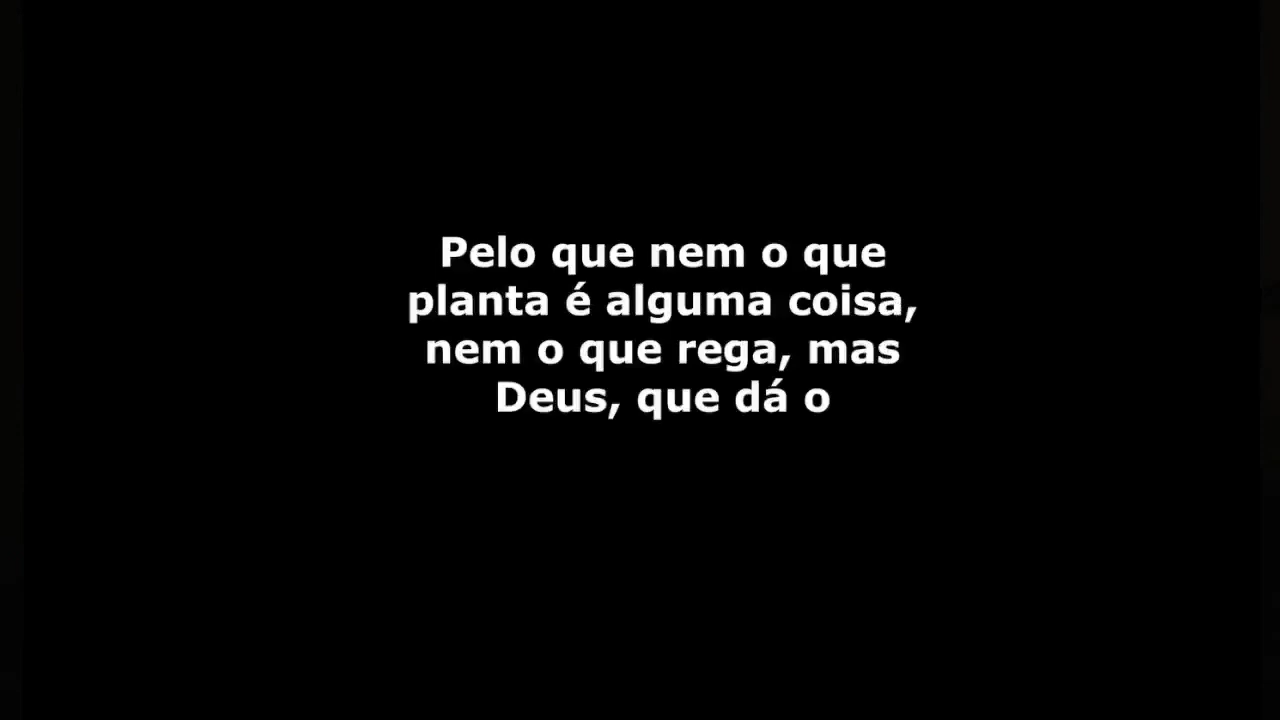 Pelo que nem o que
planta é alguma coisa,
nem o que rega, mas
Deus, que dá o